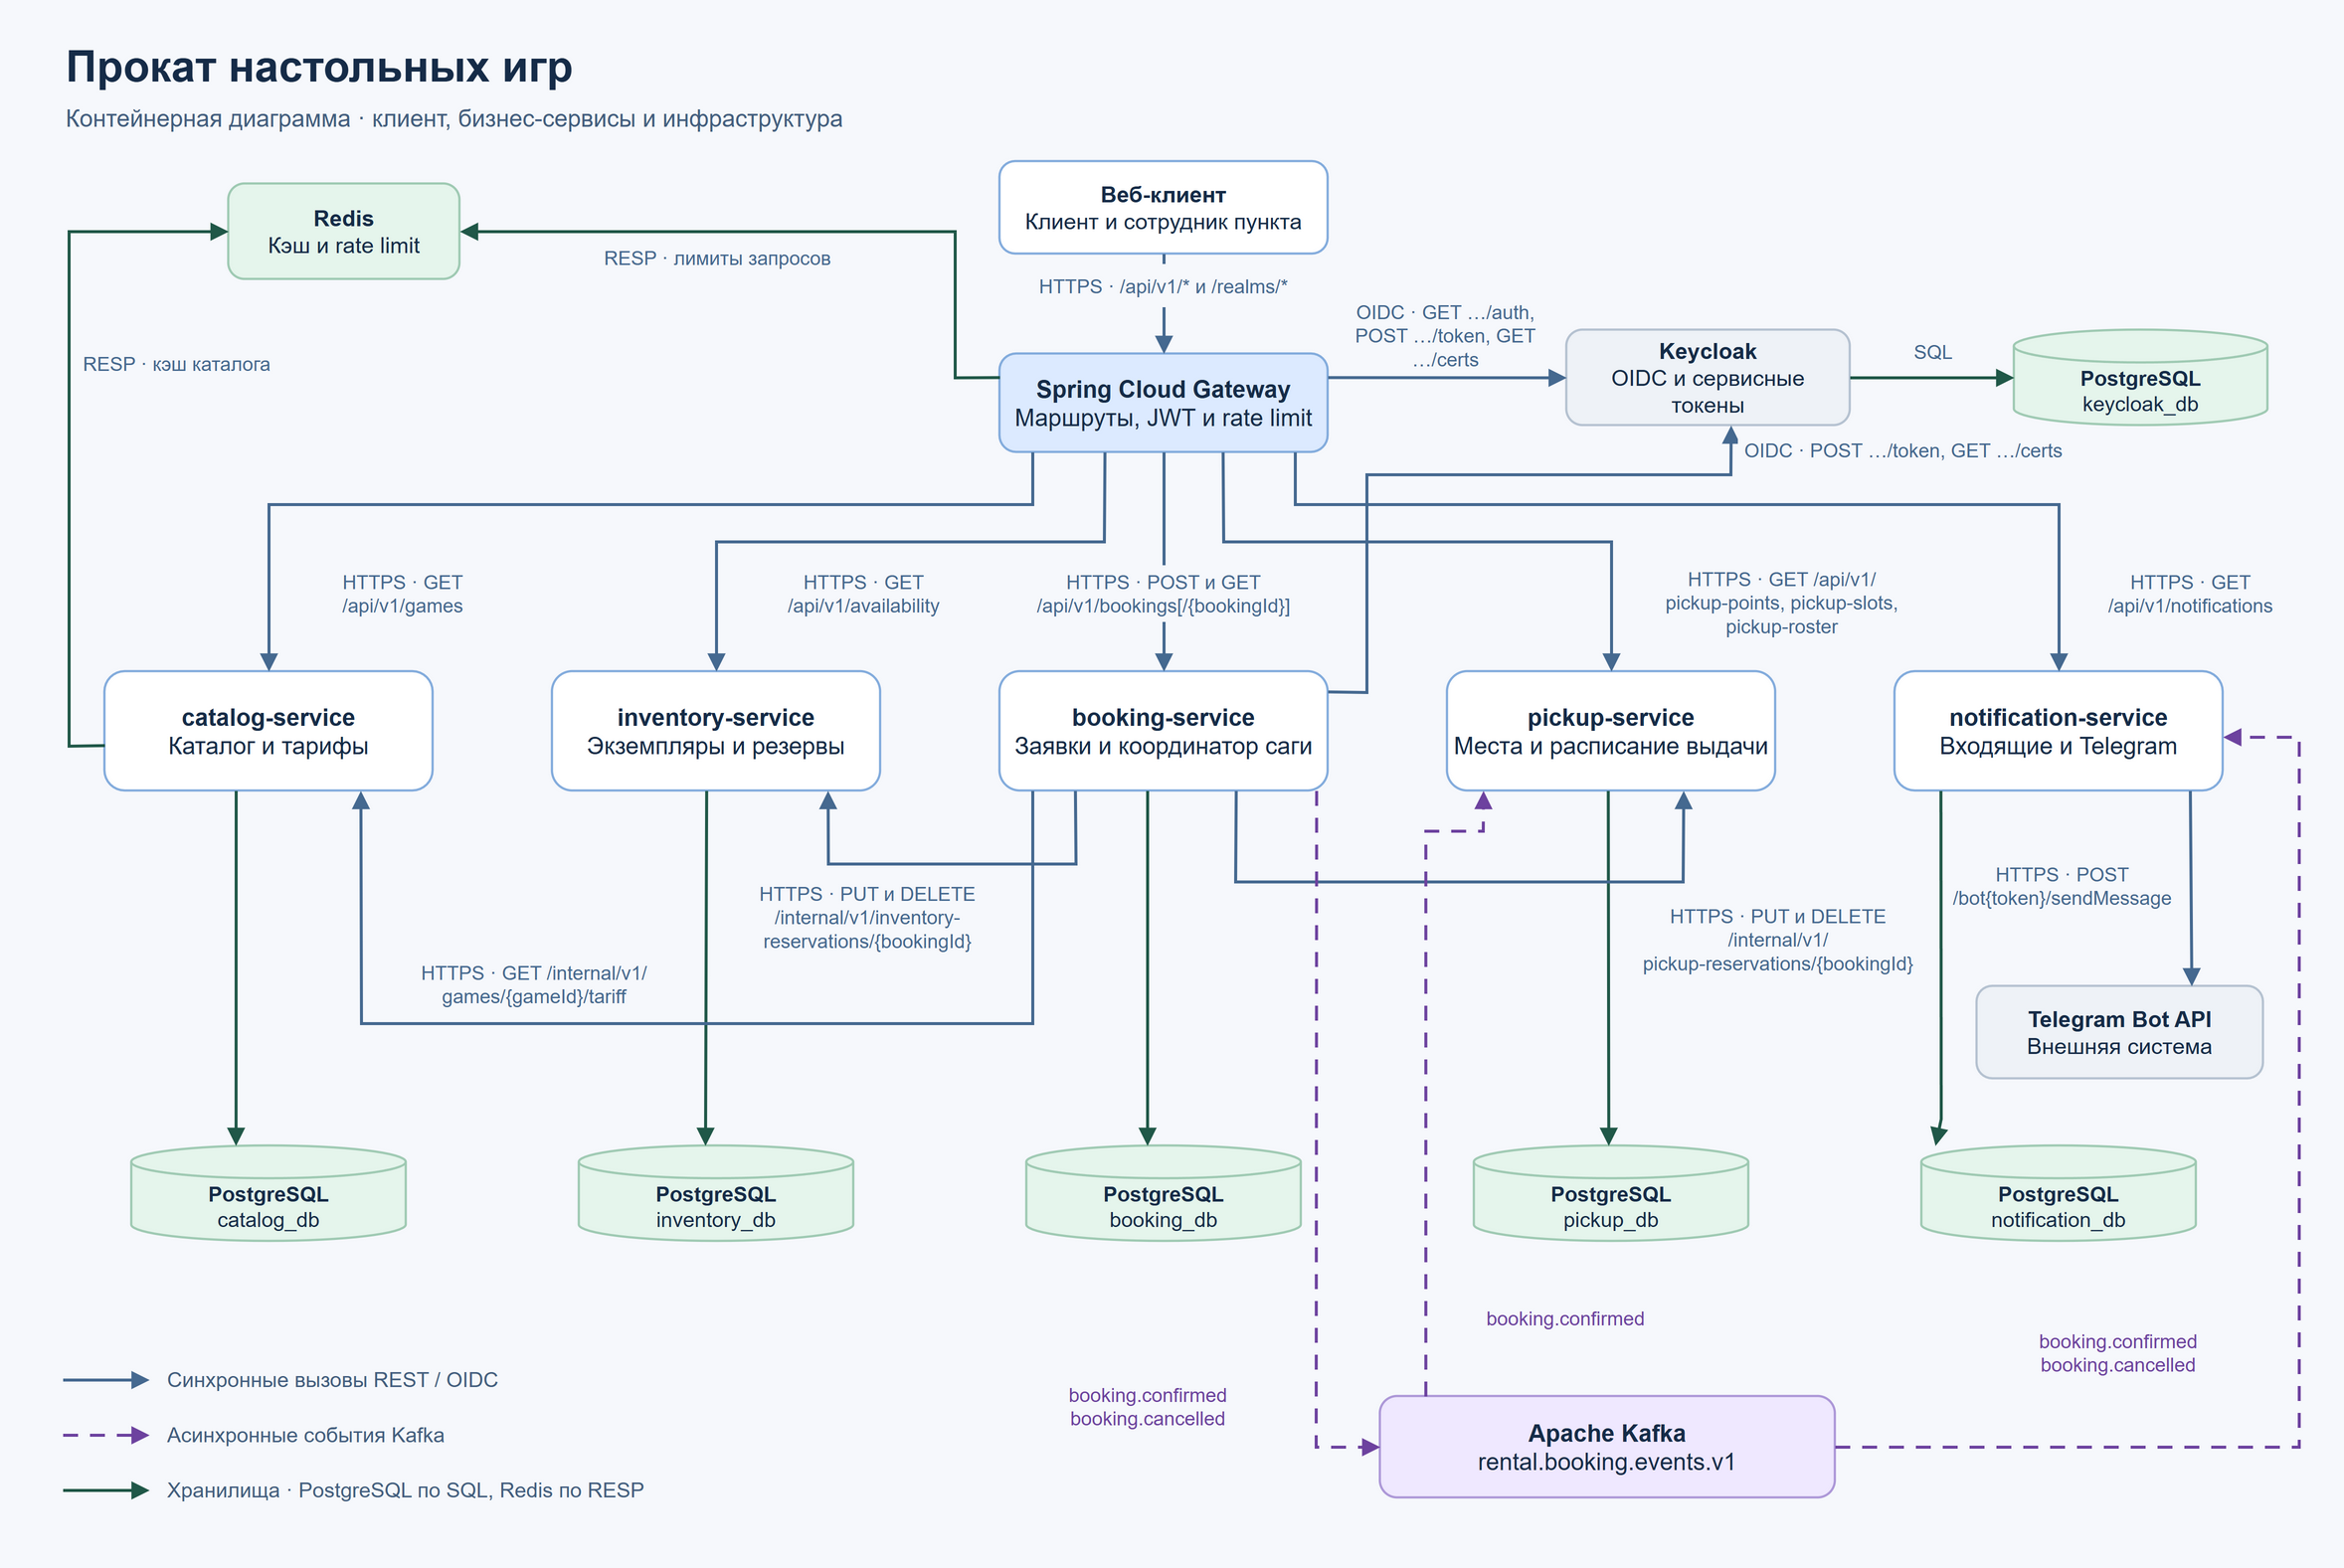 Прокат настольных игр
Контейнерная диаграмма · клиент, бизнес-сервисы и инфраструктура
Веб-клиент
Клиент и сотрудник пункта
Redis
Кэш и rate limit
RESP · лимиты запросов
HTTPS · /api/v1/* и /realms/*
OIDC · GET …/auth,
POST …/token, GET
…/certs
RESP · кэш каталога
Spring Cloud Gateway
Маршруты, JWT и rate limit
Keycloak
OIDC и сервисные
токены
SQL
PostgreSQL
keycloak_db
OIDC · POST …/token, GET …/certs
HTTPS · GET
/api/v1/games
HTTPS · GET
/api/v1/availability
HTTPS · POST и GET
/api/v1/bookings[/{bookingId}]
HTTPS · GET /api/v1/
pickup-points, pickup-slots,
pickup-roster
HTTPS · GET
/api/v1/notifications
catalog-service
Каталог и тарифы
inventory-service
Экземпляры и резервы
booking-service
Заявки и координатор саги
pickup-service
Места и расписание выдачи
notification-service
Входящие и Telegram
HTTPS · PUT и DELETE
/internal/v1/inventory-
reservations/{bookingId}
HTTPS · GET /internal/v1/
games/{gameId}/tariff
HTTPS · PUT и DELETE
/internal/v1/
pickup-reservations/{bookingId}
HTTPS · POST
/bot{token}/sendMessage
Telegram Bot API
Внешняя система
PostgreSQL
catalog_db
PostgreSQL
inventory_db
PostgreSQL
booking_db
PostgreSQL
pickup_db
PostgreSQL
notification_db
booking.confirmed
booking.confirmed
booking.cancelled
booking.confirmed
booking.cancelled
Apache Kafka
rental.booking.events.v1
Синхронные вызовы REST / OIDC
Асинхронные события Kafka
Хранилища · PostgreSQL по SQL, Redis по RESP